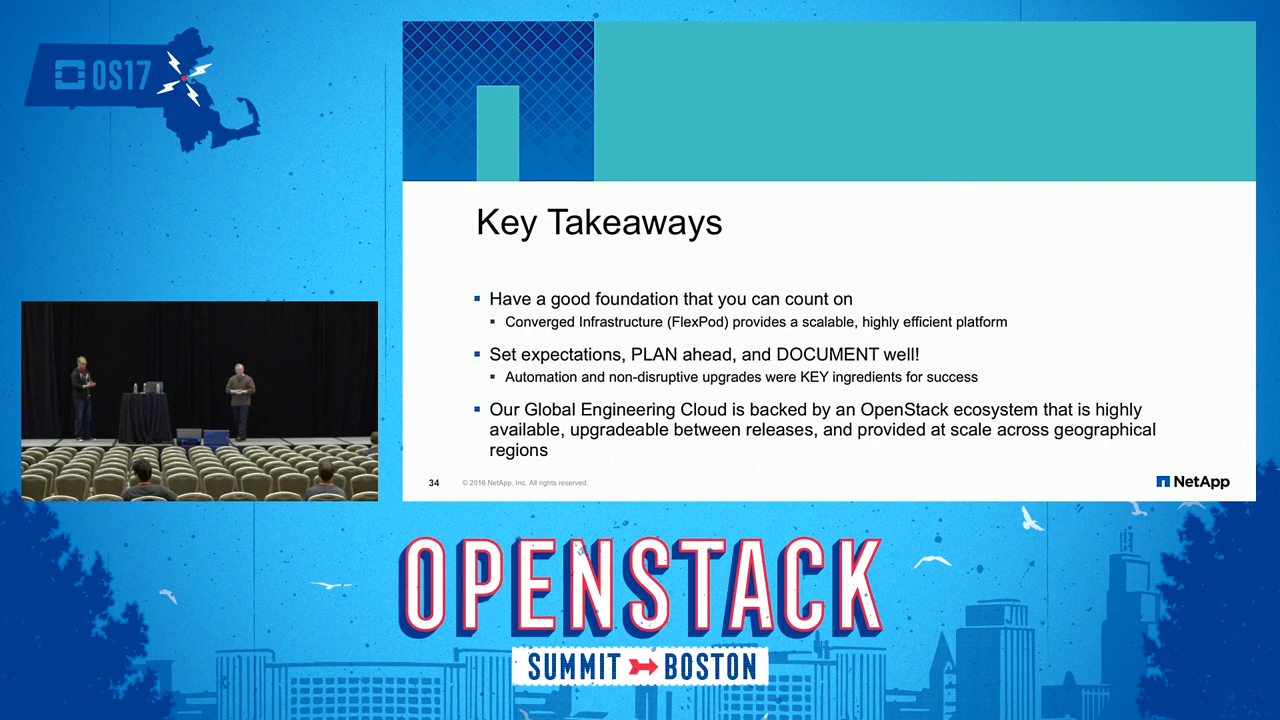 OS17
Key Takeaways
▪ Have a good foundation that you can count on
▪ Converged Infrastructure (FlexPod) provides a scalable, highly efficient platform
▪ Set expectations, PLAN ahead, and DOCUMENT well!
▪ Automation and non-disruptive upgrades were KEY ingredients for success
▪ Our Global Engineering Cloud is backed by an OpenStack ecosystem that is highly
available, upgradeable between releases, and provided at scale across geographical
regions
34 © 2016 NetApp, Inc. All rights reserved.
NetApp
OPENSTACK
SUMMIT BOSTON